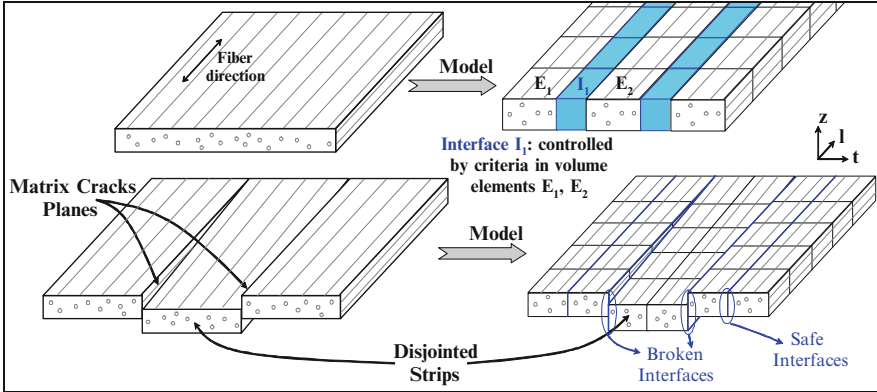 Fiber
direction
Model
E1 I1 E2
Interface I1: controlled
by criteria in volume
elements E1, E2
z
l
t
Matrix Cracks
Planes
Model
Disjointed
Strips
Broken
Interfaces
Safe
Interfaces